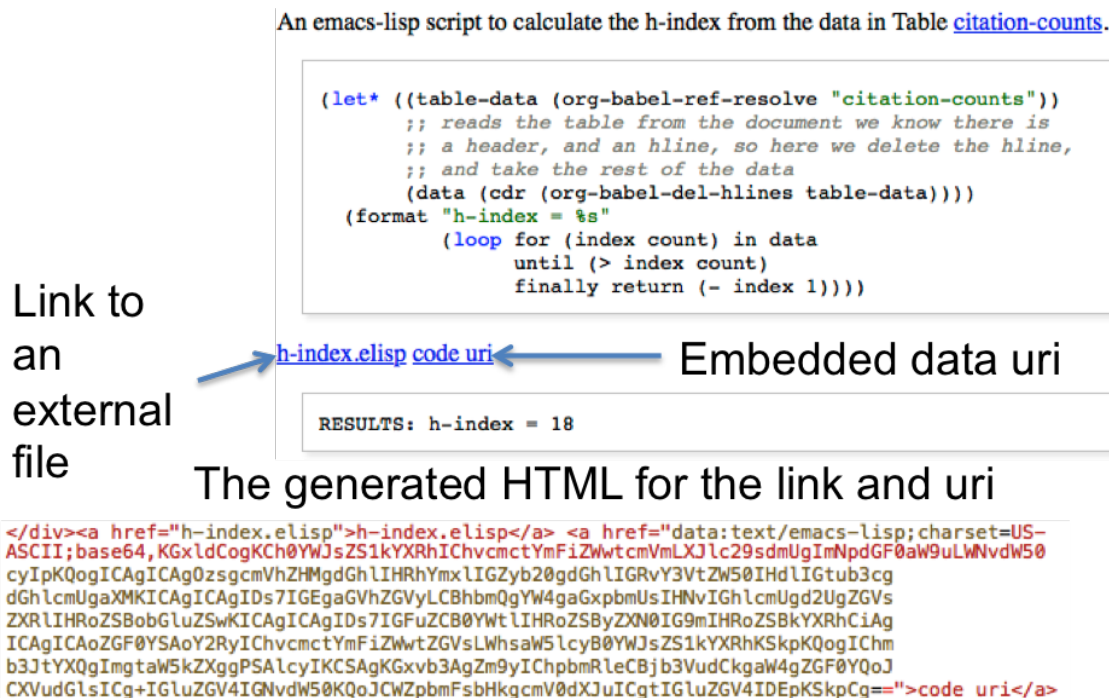 An emacs-lisp script to calculate the h-index from the data in Table citation-counts.
(let* ((table-data (org-babel-ref-resolve "citation-counts"))
;; reads the table from the document we know there is
;; a header, and an hline, so here we delete the hline,
;; and take the rest of the data
(data (cdr (org-babel-del-hlines table-data))))
(format "h-index = %s"
(loop for (index count) in data
until (> index count)
finally return (- index 1))))
Link to
an
external
file
h-index.elisp code uri
Embedded data uri
RESULTS: h-index = 18
The generated HTML for the link and uri
</div><a href="h-index.elisp">h-index.elisp</a> <a href="data:text/emacs-lisp;charset=US-
ASCII;base64,KGxldCogKCh0YWJsZS1kYXRhIChvcmctYmFiZWwtcmVmLXJlc29sdmUgImNpdGF0aW9uLWNvdW50
cyIpKQogICAgICAgOzsgcmVhZHMgdGhlIHRhYmxlIGZyb20gdGhlIGRvY3VtZW50IHdlIGtub3cg
dGhlcmUgaXMKICAgICAgIDs7IGEgaGVhZGVyLCBhbmQgYW4gaGxpbmUsIHNvIGhlcmUgd2UgZGVs
ZXRlIHRoZSBobGluZSwKICAgICAgIDs7IGFuZCB0YWtlIHRoZSByZXN0IG9mIHRoZSBkYXRhCiAg
ICAgICAoZGF0YSAoY2RyIChvcmctYmFiZWwtZGVsLWhsaW5lcyB0YWJsZS1kYXRhKSkpKQogIChm
b3JtYXQgImgtaW5kZXggPSAlcyIKCSAgKGxvb3AgZm9yIChpbmRleCBjb3VudCkgaW4gZGF0YQoJ
CXVudGlsICg+IGluZGV4IGNvdW50KQoJCWZpbmFsbHkgcmV0dXJuICgtIGluZGV4IDEpKSkpCg==">code uri</a>